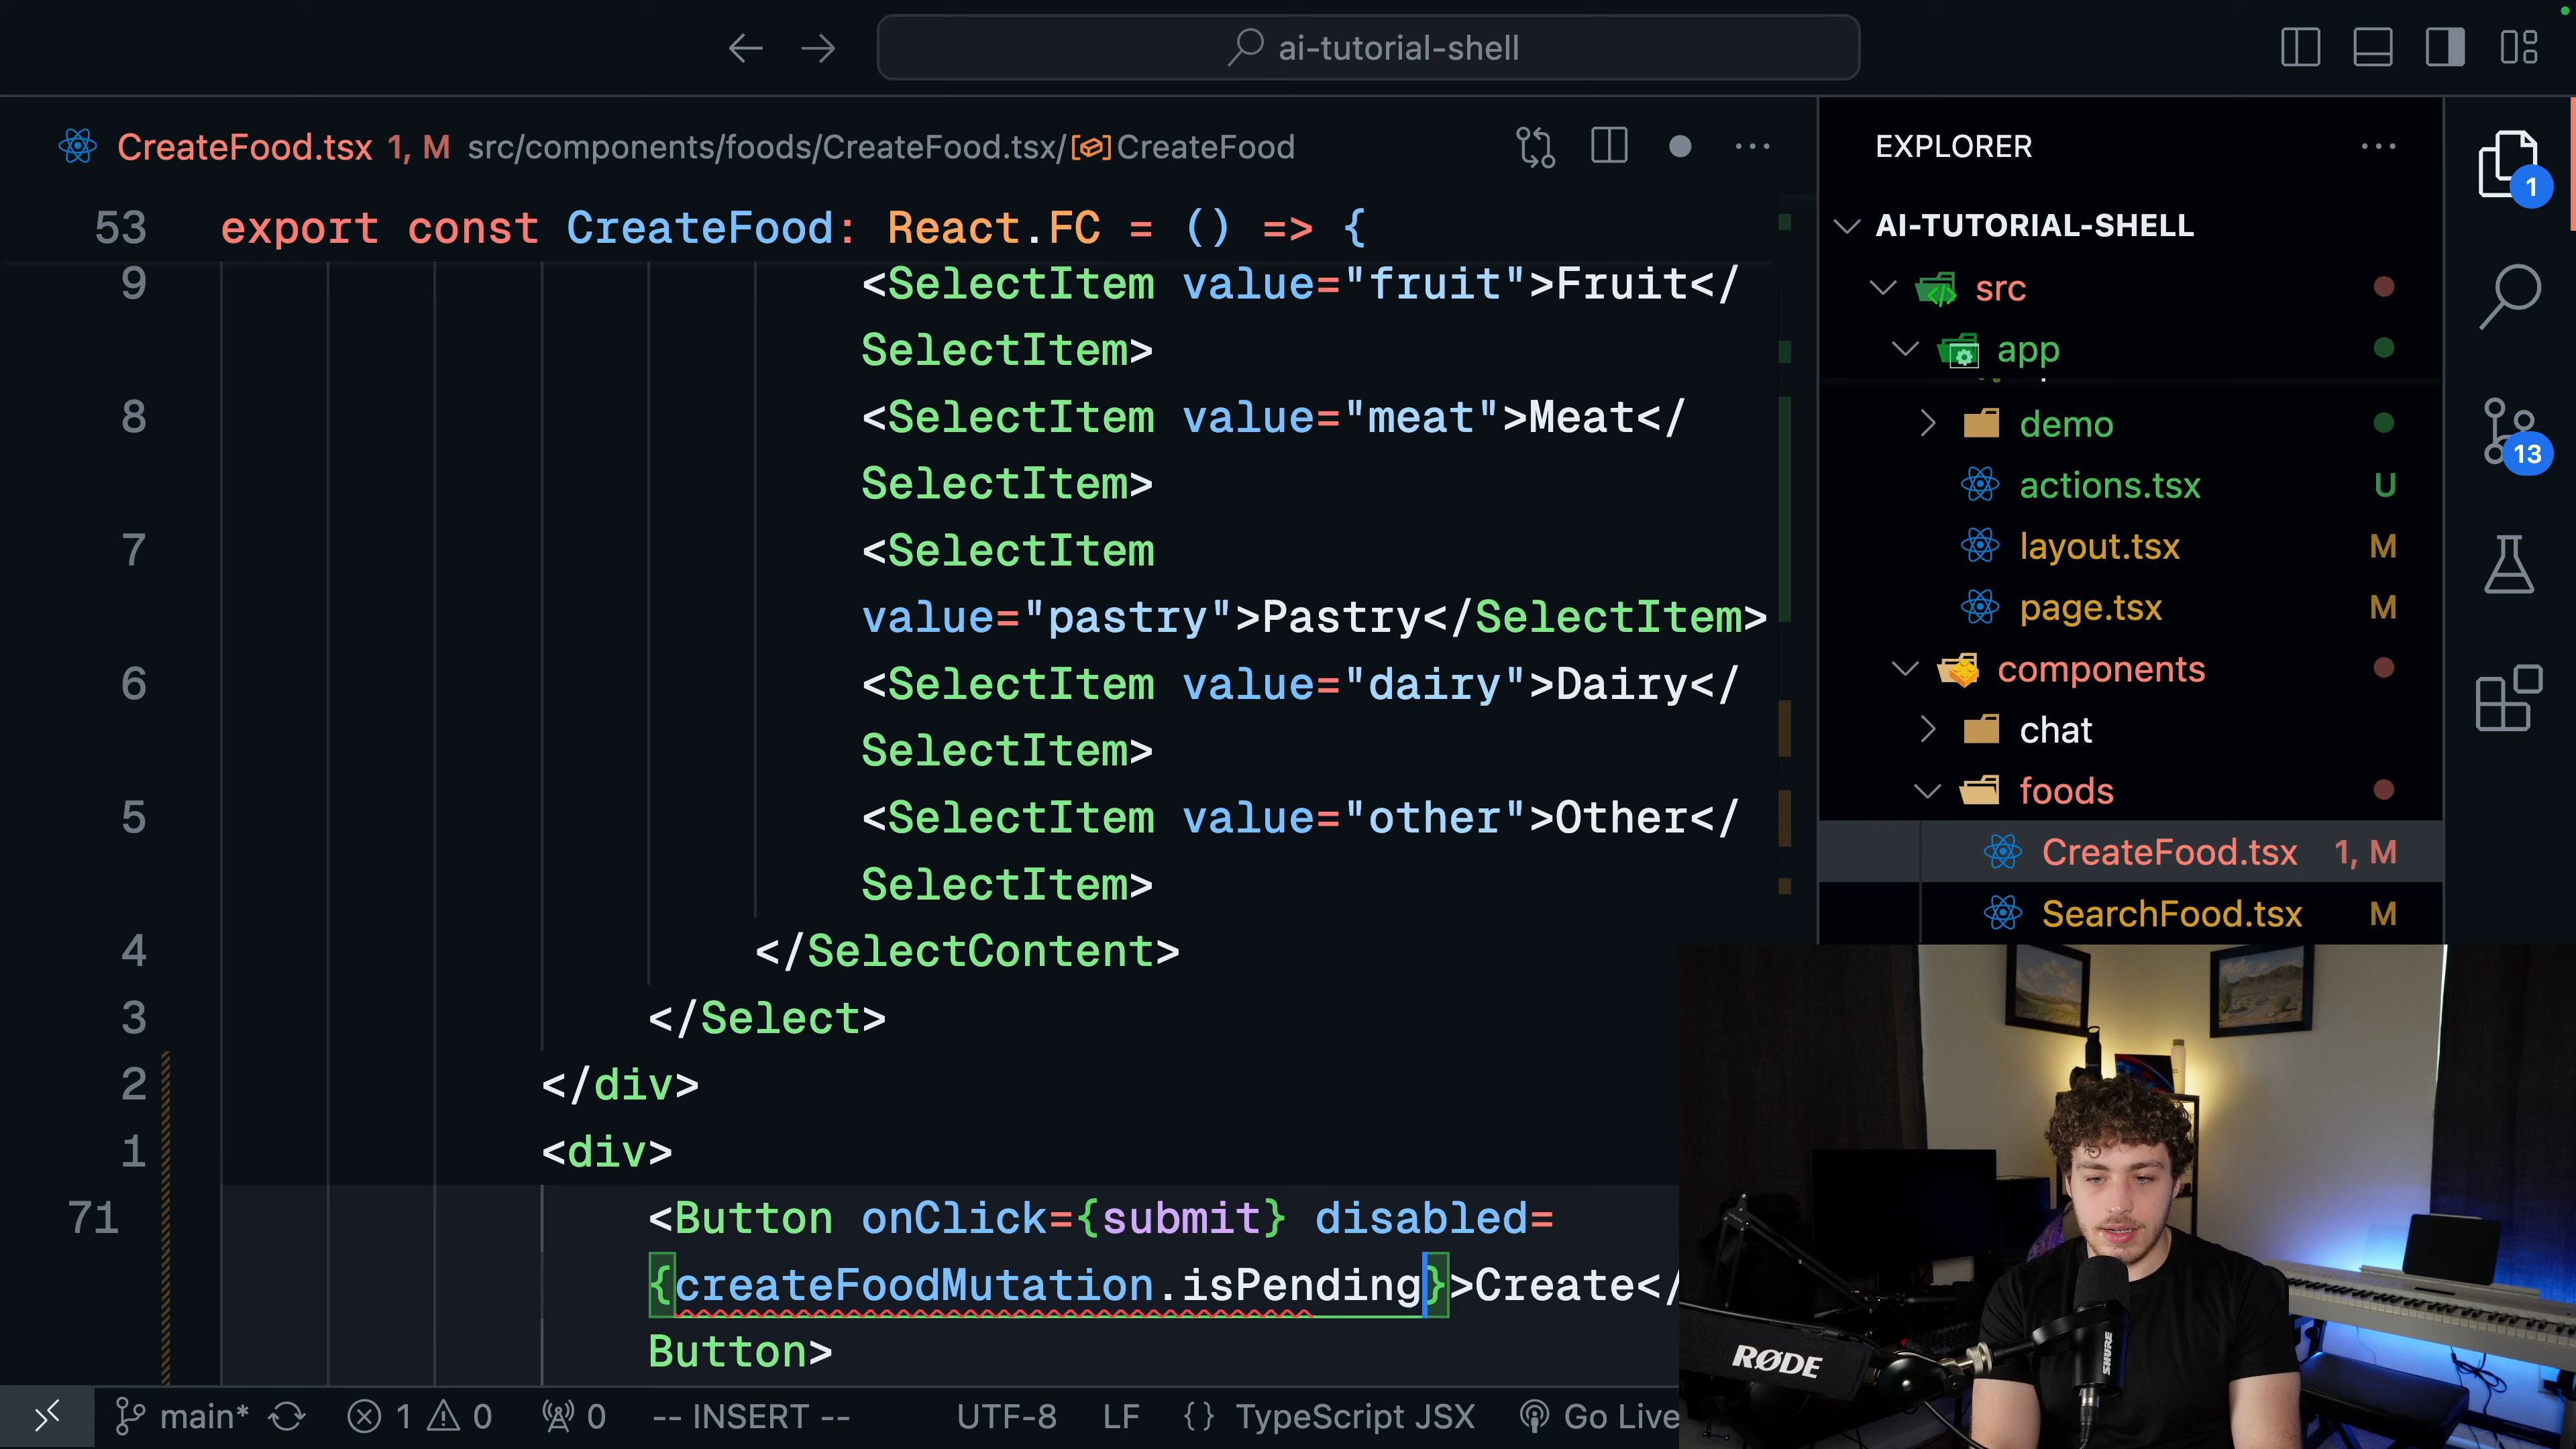 ai-tutorial-shell
CreateFood.tsx 1, M src/components/foods/CreateFood.tsx/CreateFood
EXPLORER
1
53 export const CreateFood: React.FC = () => {
AI-TUTORIAL-SHELL
9 <SelectItem value="fruit">Fruit</
src
SelectItem>
app
8 <SelectItem value="meat">Meat</
demo
13
SelectItem>
actions.tsx U
7 <SelectItem
layout.tsx M
value="pastry">Pastry</SelectItem>
page.tsx M
6 <SelectItem value="dairy">Dairy</
components
SelectItem>
chat
5 <SelectItem value="other">Other</
foods
SelectItem>
CreateFood.tsx 1, M
4 </SelectContent>
SearchFood.tsx M
3 </Select>
2 </div>
1 <div>
71 <Button onClick={submit} disabled=
{createFoodMutation.isPending}>Create</
Button>
RØDE
SHURE
main* 1 0 0 -- INSERT -- UTF-8 LF {} TypeScript JSX Go Live